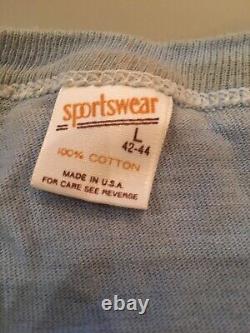 sportswear
L
42-44
100% COTTON
MADE IN U.S.A.
FOR CARE SEE REVERSE